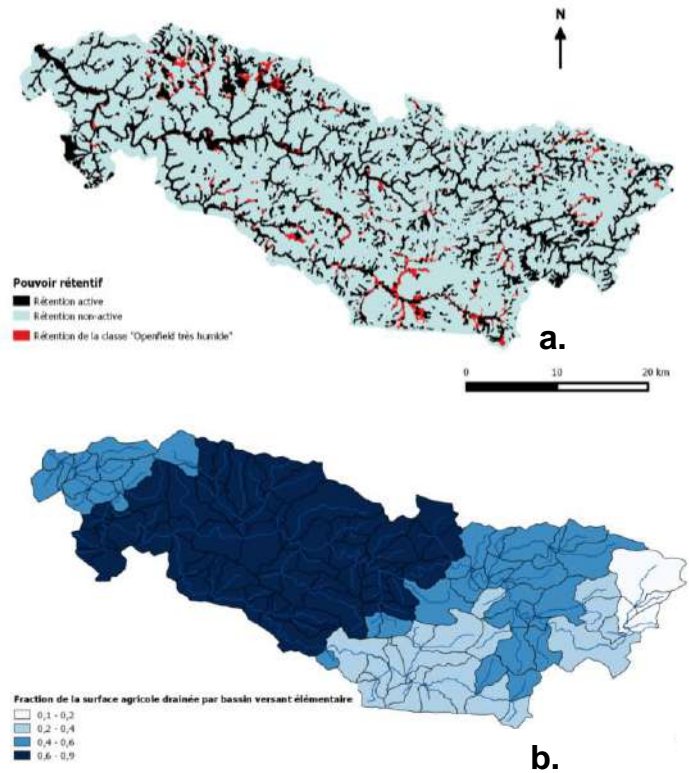 N
Pouvoir rétentif
Rétention active
Rétention non-active
Rétention de la classe "Openfield très humide"
a.
0 10 20 km
Fraction de la surface agricole drainée par bassin versant élémentaire
0,1 - 0,2
0,2 - 0,4
0,4 - 0,6
0,6 - 0,9
b.